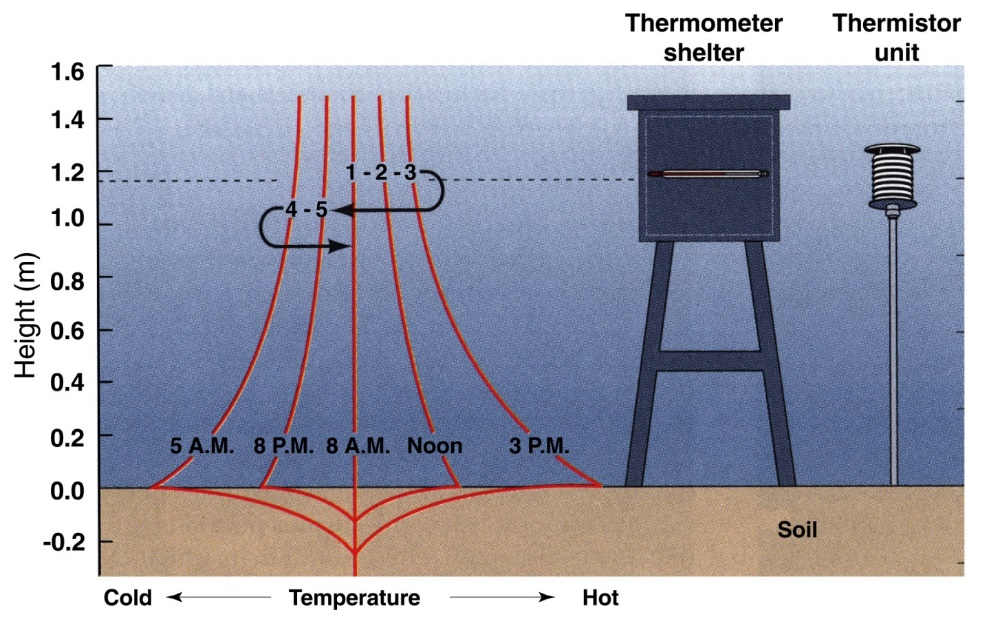 Thermometer
shelter
Thermistor
unit
Height (m)
1.6
1.4
1.2
1.0
0.8
0.6
0.4
0.2
0.0
-0.2
1 - 2 - 3
4 - 5
5 A.M. 8 P.M. 8 A.M. Noon 3 P.M.
Soil
Cold Temperature Hot